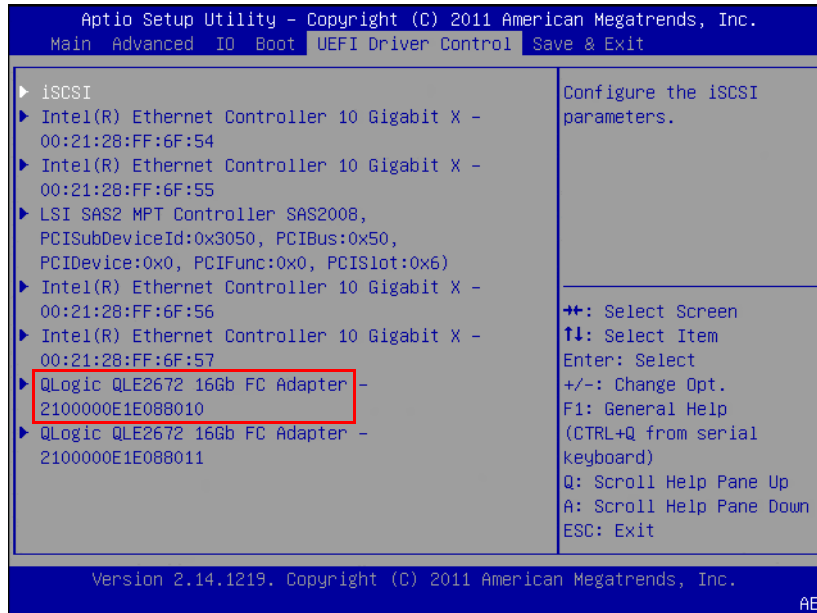 Aptio Setup Utility – Copyright (C) 2011 American Megatrends, Inc.
Main Advanced IO Boot UEFI Driver Control Save & Exit
iSCSI
Intel(R) Ethernet Controller 10 Gigabit X –
00:21:28:FF:6F:54
Intel(R) Ethernet Controller 10 Gigabit X –
00:21:28:FF:6F:55
LSI SAS2 MPT Controller SAS2008,
PCISubDeviceId:0x3050, PCIBus:0x50,
PCIDevice:0x0, PCIFunc:0x0, PCISlot:0x6)
Intel(R) Ethernet Controller 10 Gigabit X –
00:21:28:FF:6F:56
Intel(R) Ethernet Controller 10 Gigabit X –
00:21:28:FF:6F:57
QLogic QLE2672 16Gb FC Adapter –
2100000E1E088010
QLogic QLE2672 16Gb FC Adapter –
2100000E1E088011
Configure the iSCSI
parameters.
→←: Select Screen
↑↓: Select Item
Enter: Select
+/-: Change Opt.
F1: General Help
(CTRL+Q from serial
keyboard)
Q: Scroll Help Pane Up
A: Scroll Help Pane Down
ESC: Exit
Version 2.14.1219. Copyright (C) 2011 American Megatrends, Inc.